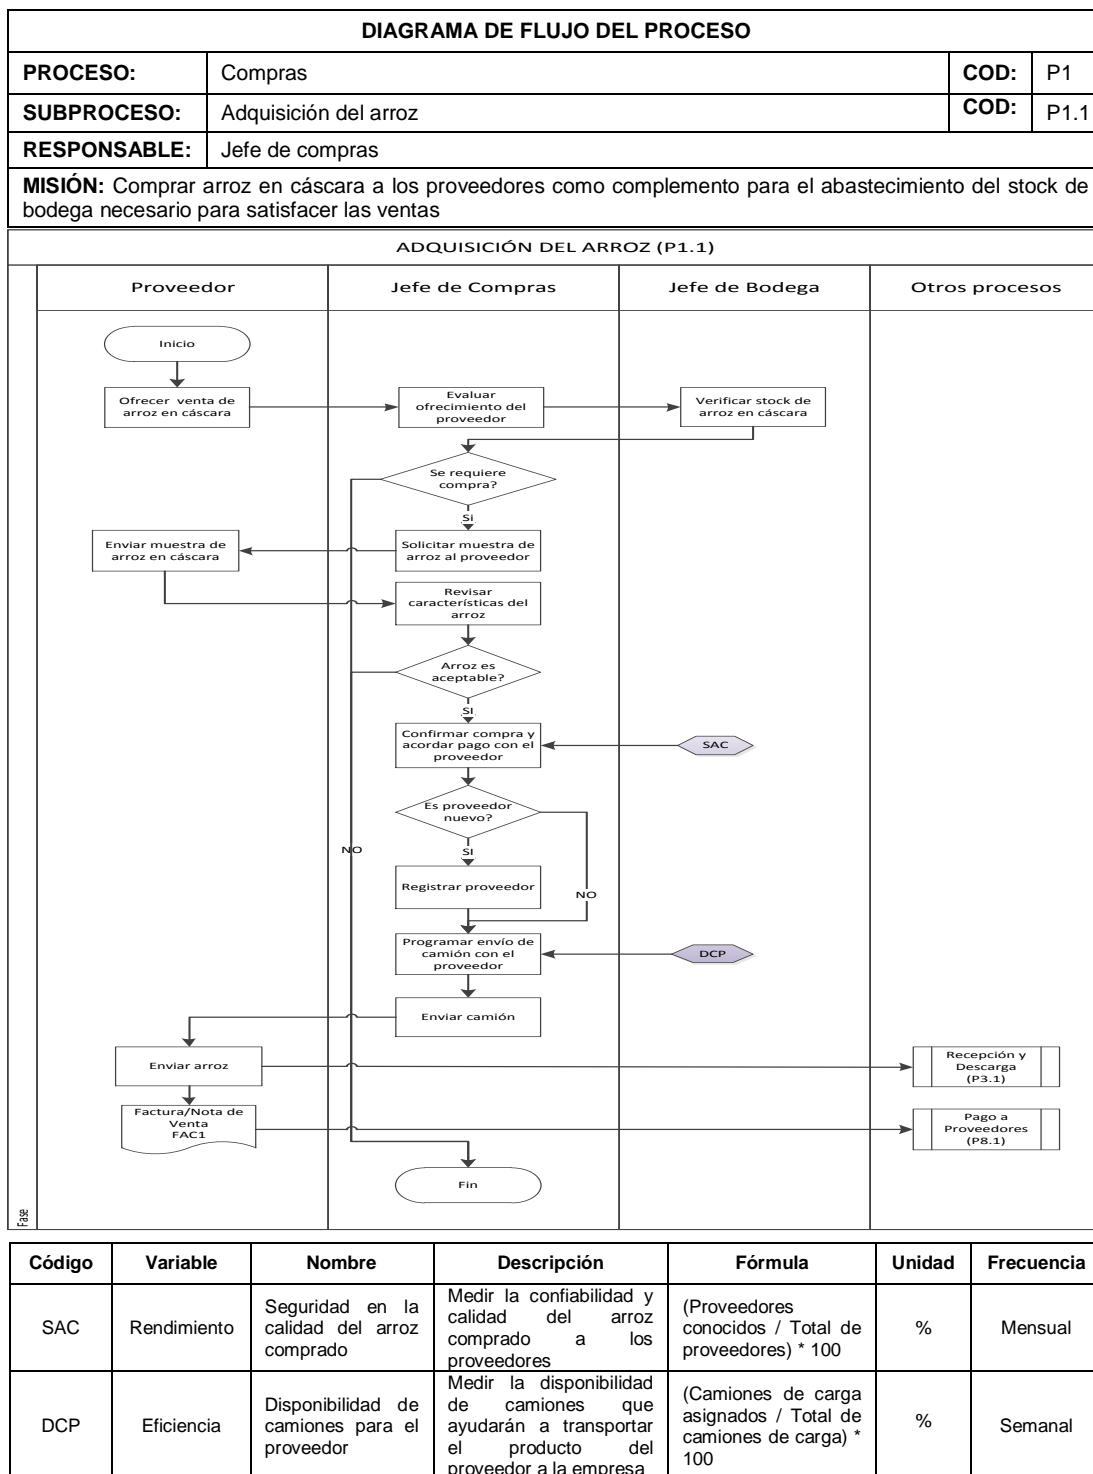 DIAGRAMA DE FLUJO DEL PROCESO
PROCESO: Compras COD: P1
SUBPROCESO: Adquisición del arroz COD: P1.1
RESPONSABLE: Jefe de compras
MISIÓN: Comprar arroz en cáscara a los proveedores como complemento para el abastecimiento del stock de
bodega necesario para satisfacer las ventas
ADQUISICIÓN DEL ARROZ (P1.1)
Proveedor
Jefe de Compras
Jefe de Bodega
Otros procesos
Inicio
Ofrecer venta de
arroz en cáscara
Evaluar
ofrecimiento del
proveedor
Verificar stock de
arroz en cáscara
Se requiere
compra?
Si
Enviar muestra de
arroz en cáscara
Solicitar muestra de
arroz al proveedor
Revisar
características del
arroz
Arroz es
aceptable?
SI
Confirmar compra y
acordar pago con el
proveedor
SAC
Es proveedor
nuevo?
NO
SI
Registrar proveedor
NO
Programar envío de
camión con el
proveedor
DCP
Enviar camión
Enviar arroz
Recepción y
Descarga
(P3.1)
Factura/Nota de
Venta
FAC1
Pago a
Proveedores
(P8.1)
Fin
Fase
Código Variable Nombre Descripción Fórmula Unidad Frecuencia
SAC
Rendimiento
Seguridad en la
calidad del arroz
comprado
Medir la confiabilidad y
calidad del arroz
comprado a los
proveedores
(Proveedores
conocidos / Total de
proveedores) * 100
%
Mensual
DCP
Eficiencia
Disponibilidad de
camiones para el
proveedor
Medir la disponibilidad
de camiones que
ayudarán a transportar
el producto del
proveedor a la empresa
(Camiones de carga
asignados / Total de
camiones de carga) *
100
%
Semanal